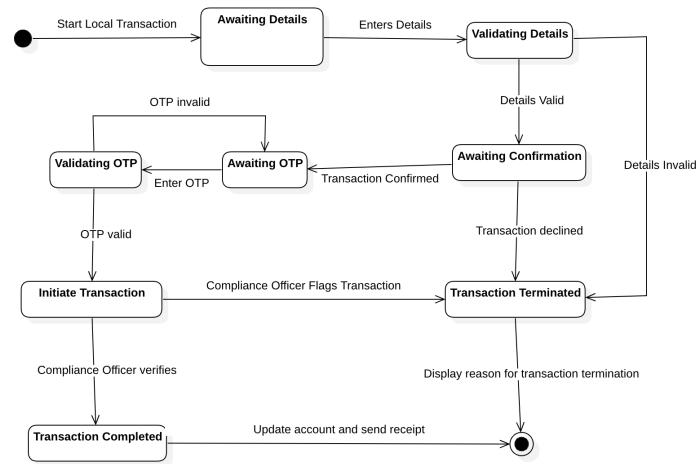 Start Local Transaction
Awaiting Details
Enters Details
Validating Details
Details Valid
OTP invalid
Validating OTP
Enter OTP
Awaiting OTP
Transaction Confirmed
Awaiting Confirmation
Details Invalid
OTP valid
Transaction declined
Initiate Transaction
Compliance Officer Flags Transaction
Transaction Terminated
Compliance Officer verifies
Display reason for transaction termination
Transaction Completed
Update account and send receipt